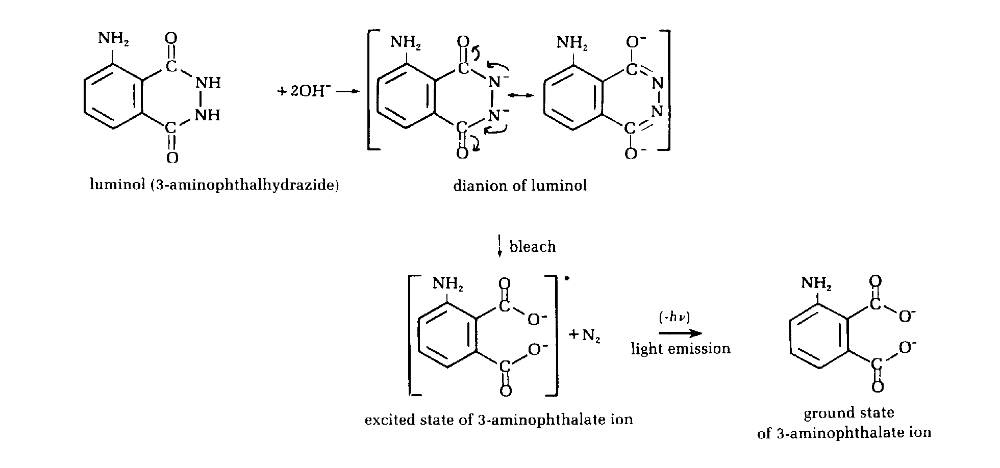 NH₂ O NH₂ O NH₂ O⁻
C NH C N⁻ C N
+ 2OH⁻
C NH C N⁻ C N
O O O⁻
luminol (3-aminophthalhydrazide) dianion of luminol
bleach
NH₂ O * NH₂ O
C O⁻ (-hν) C O⁻
+ N₂
C O⁻ light emission C O⁻
O O
excited state of 3-aminophthalate ion ground state
of 3-aminophthalate ion